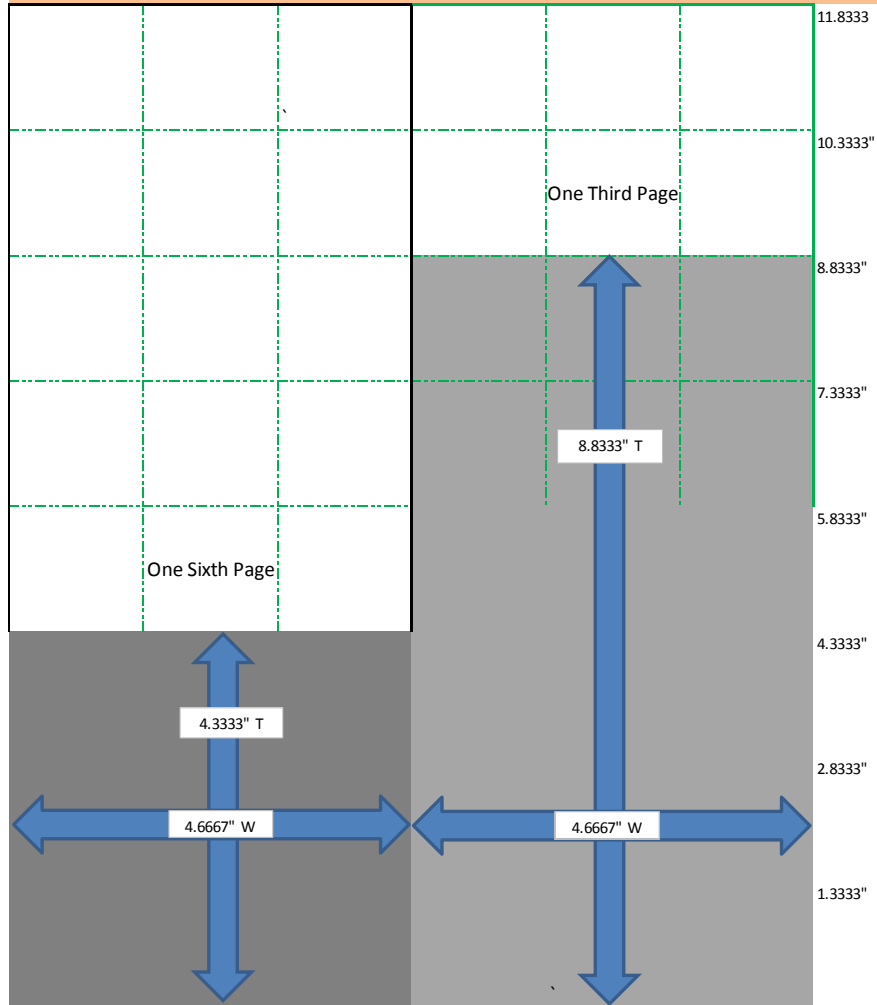 11.8333
`
10.3333"
One Third Page
8.8333"
7.3333"
8.8333" T
5.8333"
One Sixth Page
4.3333"
4.3333" T
2.8333"
4.6667" W
4.6667" W
1.3333"
`